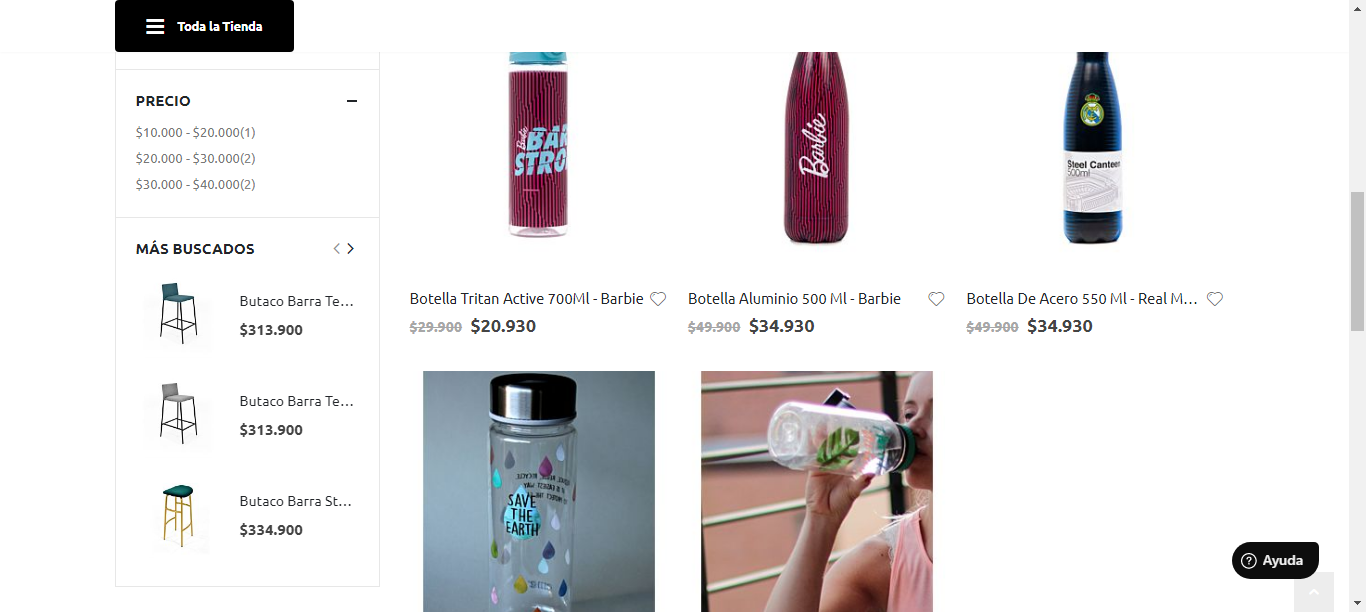 Toda la Tienda
PRECIO
$10.000 - $20.000(1)
$20.000 - $30.000(2)
$30.000 - $40.000(2)
MÁS BUSCADOS
Butaco Barra Te...
$313.900
Butaco Barra Te...
$313.900
Butaco Barra St...
$334.900
Barbie
BAR
STRO
Barbie
Steel Canteen
500ml
Botella Tritan Active 700Ml - Barbie
$29.900 $20.930
Botella Aluminio 500 Ml - Barbie
$49.900 $34.930
Botella De Acero 550 Ml - Real M...
$49.900 $34.930
SAVE
THE
EARTH
Ayuda